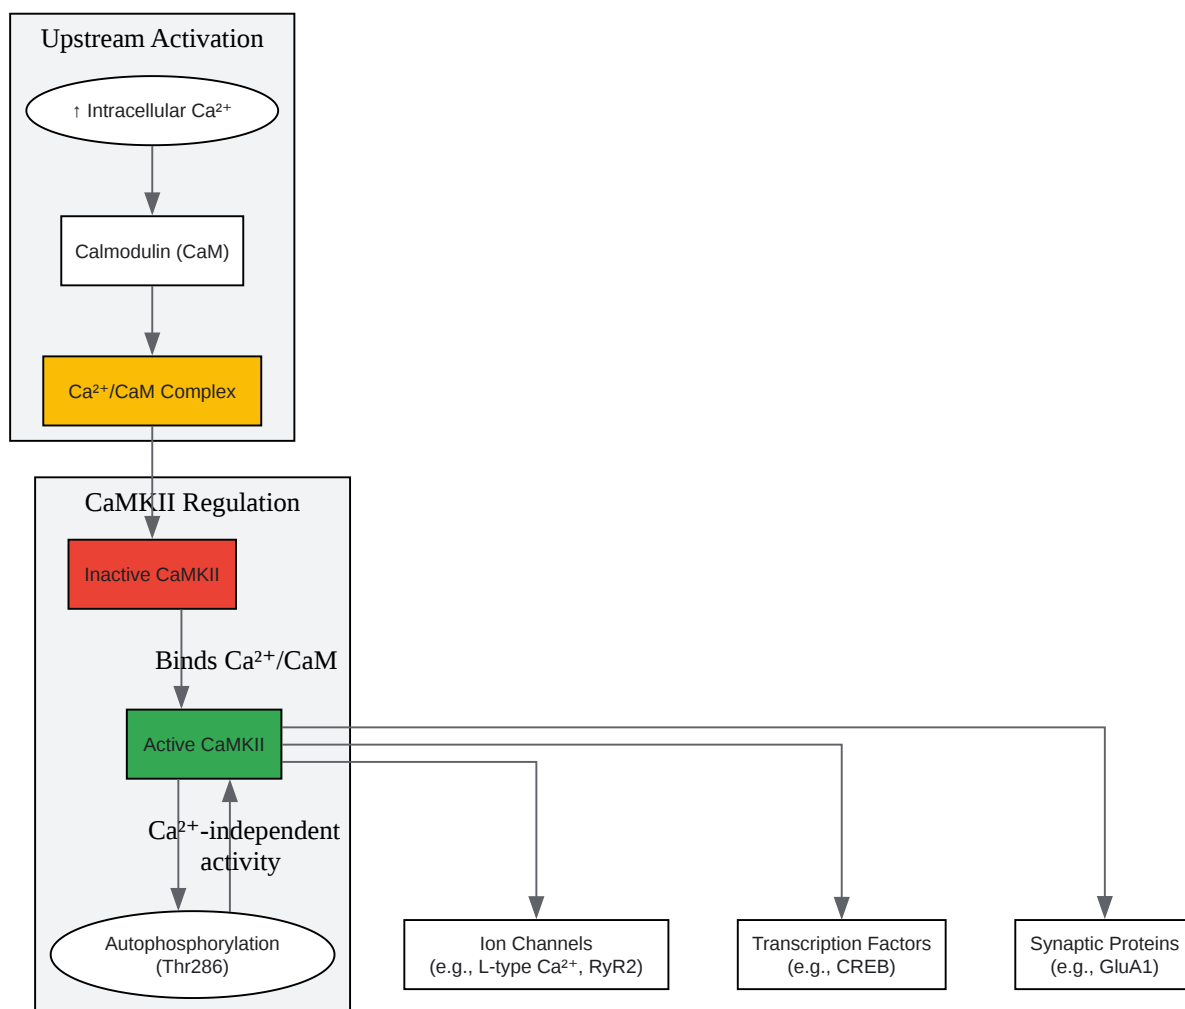 Upstream Activation
↑ Intracellular Ca²⁺
Calmodulin (CaM)
Ca²⁺/CaM Complex
CaMKII Regulation
Inactive CaMKII
Binds Ca²⁺/CaM
Active CaMKII
Ca²⁺-independent
activity
Autophosphorylation
(Thr286)
Ion Channels
(e.g., L-type Ca²⁺, RyR2)
Transcription Factors
(e.g., CREB)
Synaptic Proteins
(e.g., GluA1)